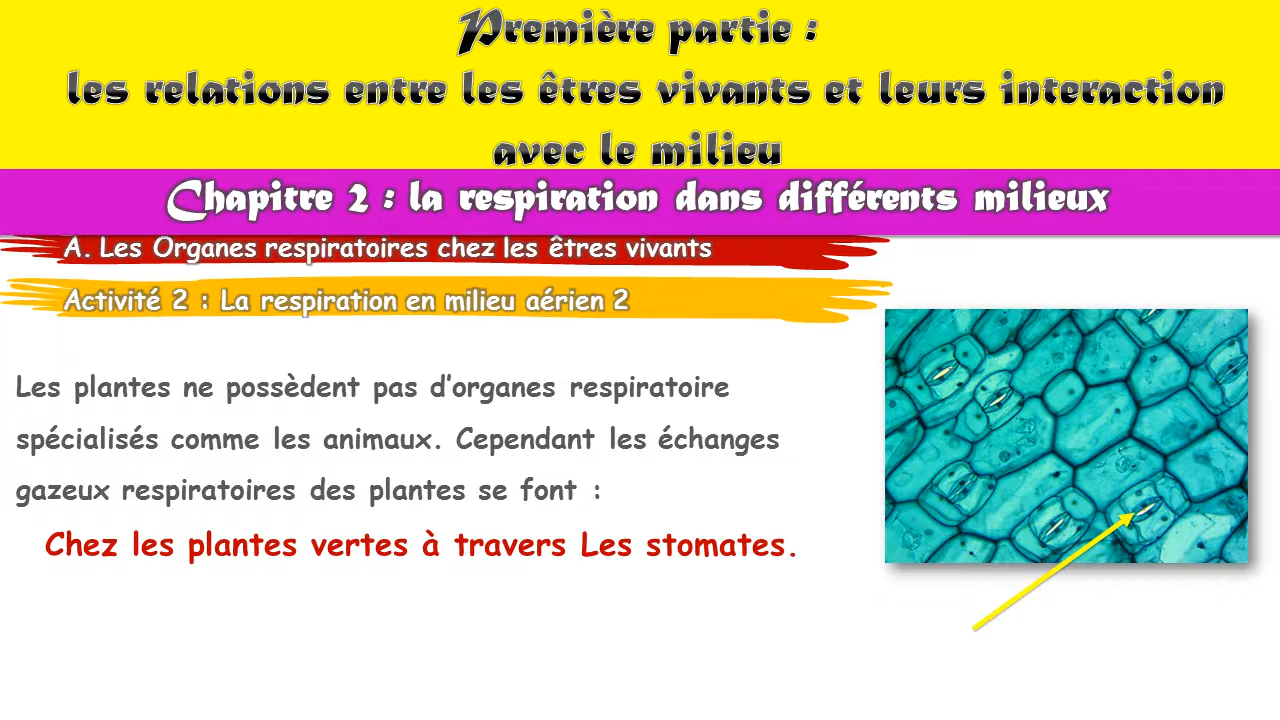 Première partie :
les relations entre les êtres vivants et leurs interaction
avec le milieu
Chapitre 2 : la respiration dans différents milieux
A. Les Organes respiratoires chez les êtres vivants
Activité 2 : La respiration en milieu aérien 2
Les plantes ne possèdent pas d’organes respiratoire
spécialisés comme les animaux. Cependant les échanges
gazeux respiratoires des plantes se font :
Chez les plantes vertes à travers Les stomates.